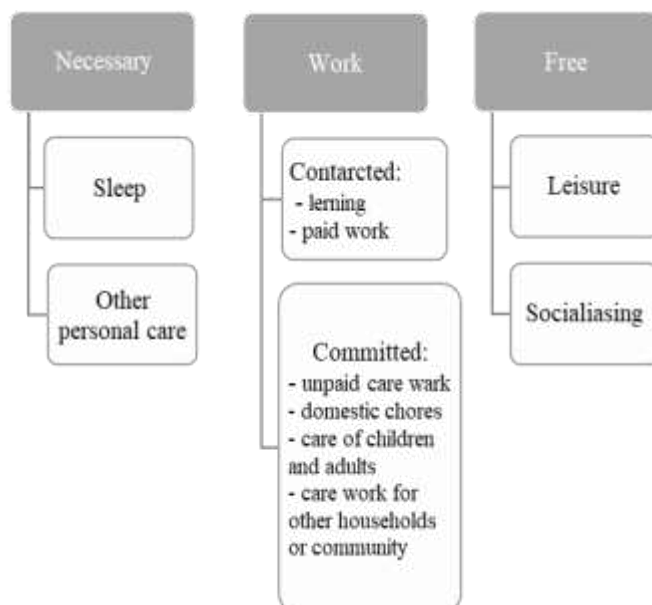 Necessary
Sleep
Other
personal care
Work
Contarcted:
- lerning
- paid work
Committed:
- unpaid care wark
- domestic chores
- care of children
and adults
- care work for
other households
or community
Free
Leisure
Socialiasing